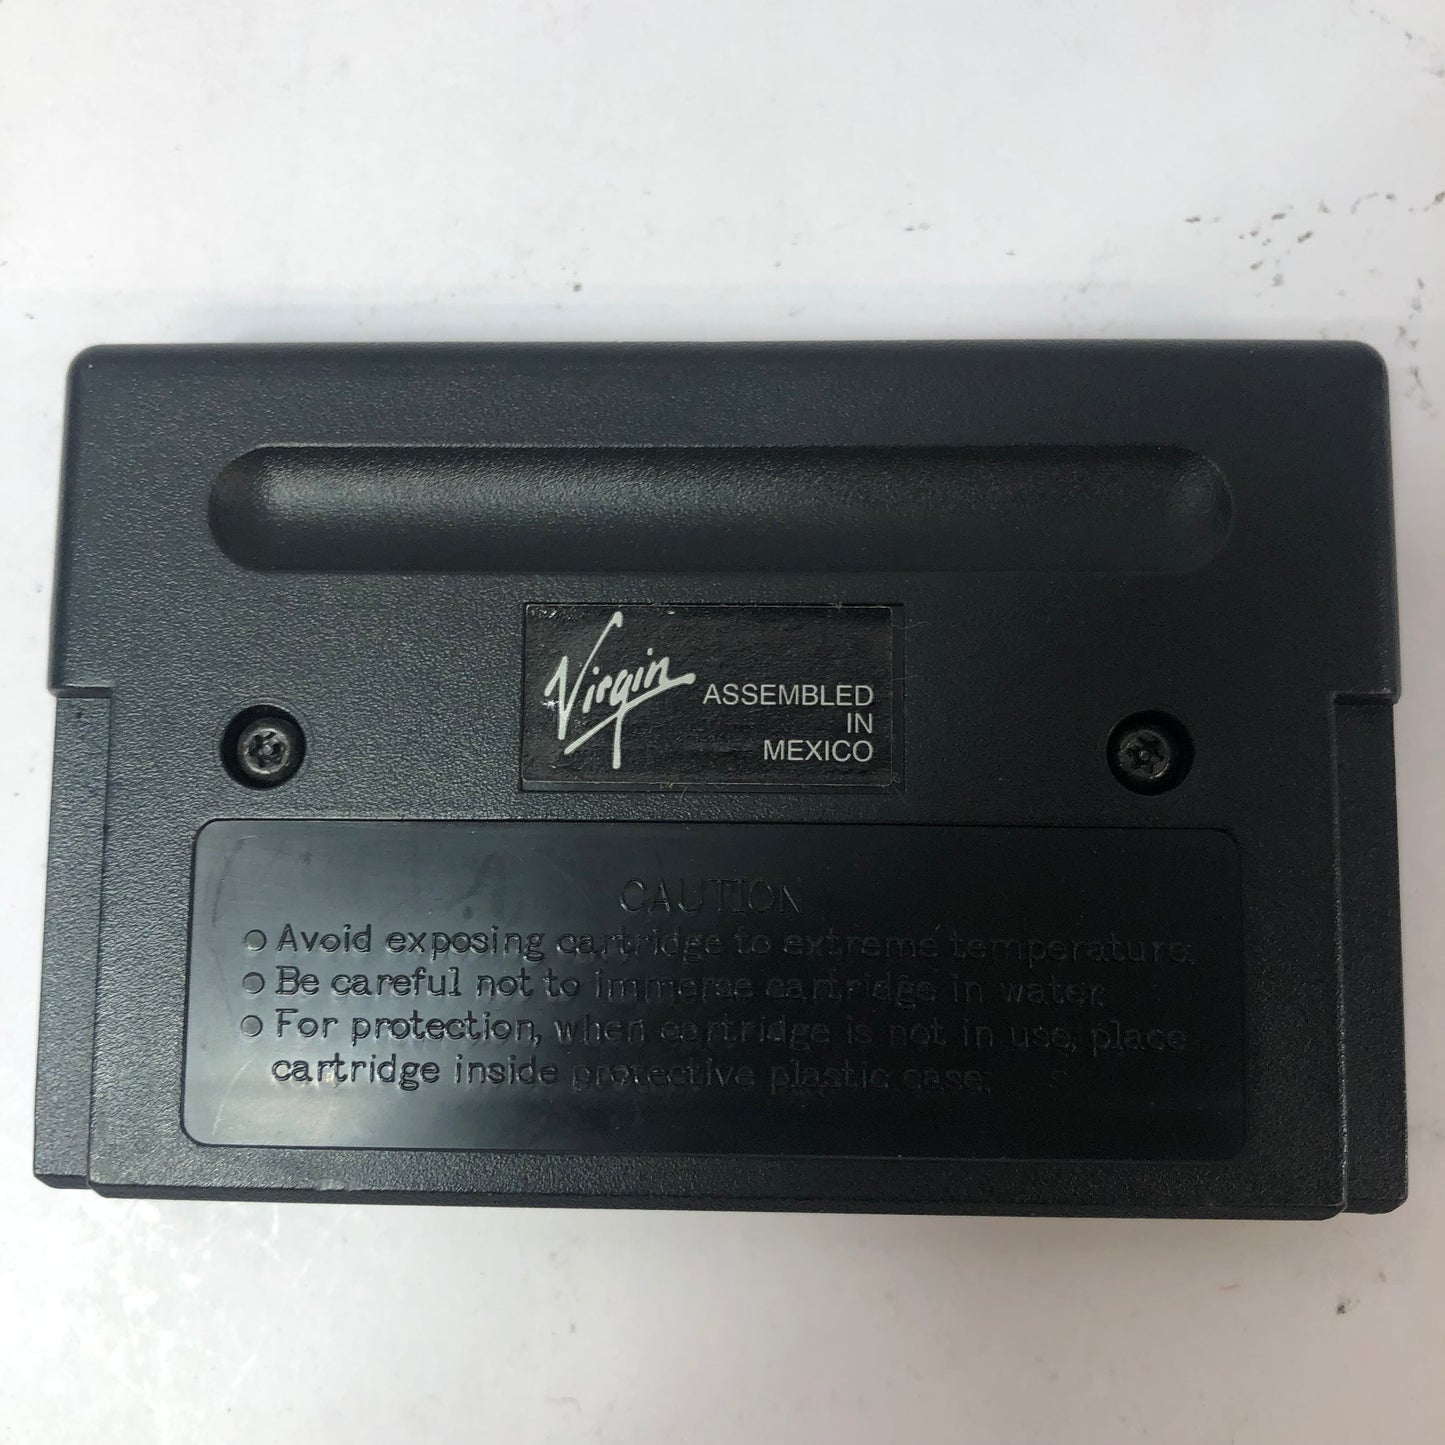 Virgin
ASSEMBLED
IN
MEXICO
CAUTION
○ Avoid exposing cartridge to extreme temperature.
○ Be careful not to immerse cartridge in water.
○ For protection, when cartridge is not in use, place
cartridge inside protective plastic case.